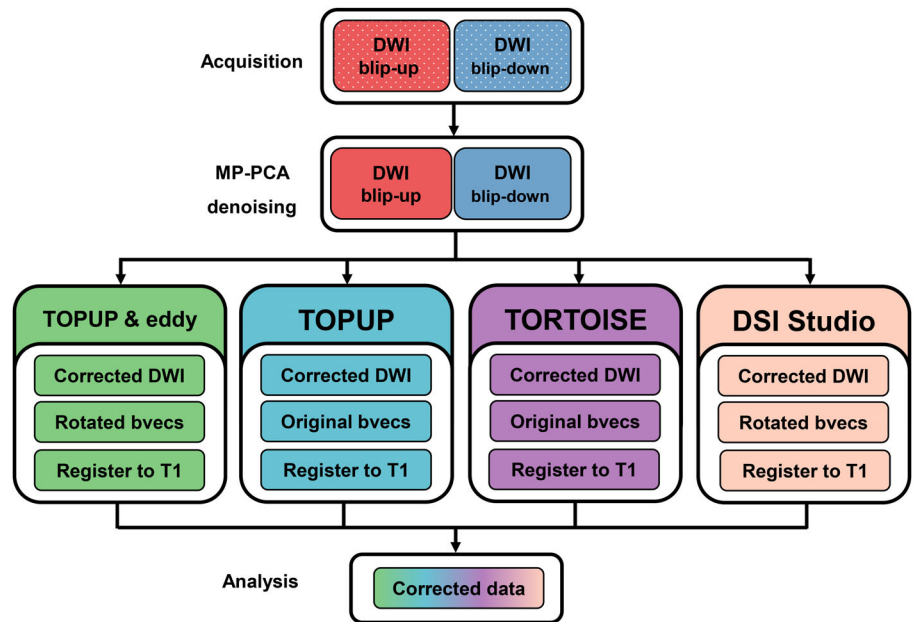 Acquisition
DWI
blip-up
DWI
blip-down
MP-PCA
denoising
DWI
blip-up
DWI
blip-down
TOPUP & eddy
Corrected DWI
Rotated bvecs
Register to T1
TOPUP
Corrected DWI
Original bvecs
Register to T1
TORTOISE
Corrected DWI
Original bvecs
Register to T1
DSI Studio
Corrected DWI
Rotated bvecs
Register to T1
Analysis
Corrected data